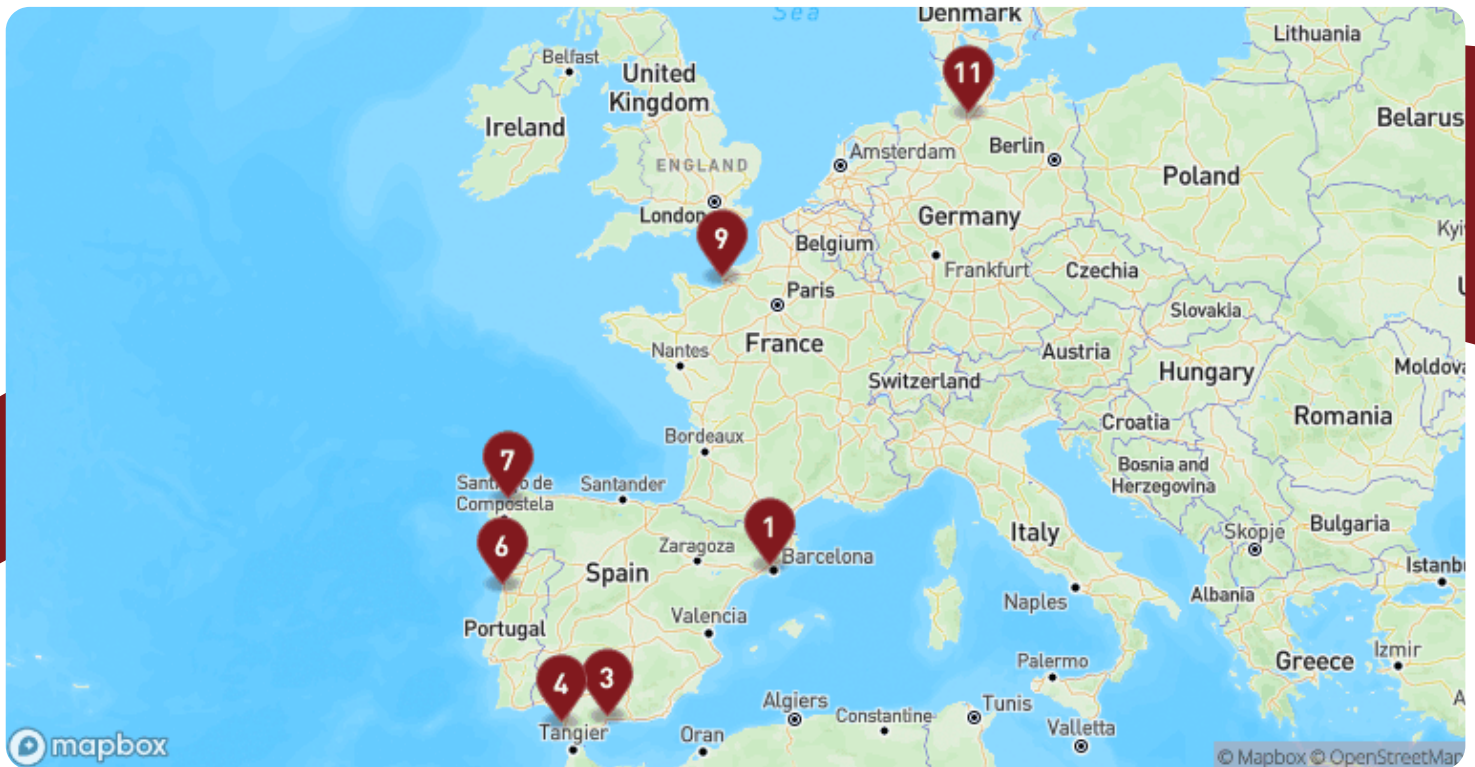 Sea
Denmark
Lithuania
Belfast
United
Kingdom
11
Ireland
Belarus
ENGLAND
Amsterdam
Berlin
Poland
London
Germany
9
Belgium
Kyi
Frankfurt
Czechia
Paris
Slovakia
France
Nantes
Austria
Switzerland
Hungary
Moldova
Croatia
Romania
Bordeaux
7
Santiago de
Compostela
Santander
Bosnia and
Herzegovina
1
Bulgaria
Italy
Skopje
6
Zaragoza
Barcelona
Spain
Istanb
Naples
Albania
Valencia
Portugal
Izmir
Greece
Palermo
4
3
Algiers
Constantine
Tunis
Tangier
Oran
Valletta
mapbox
© Mapbox © OpenStreetMap